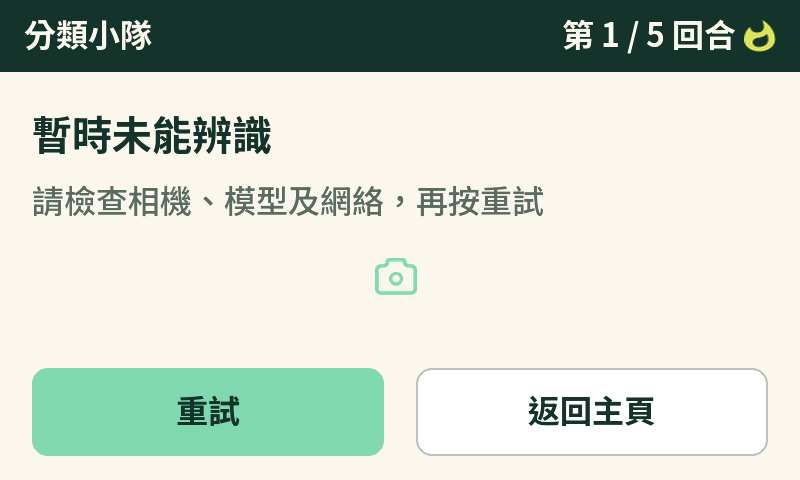 分類小隊
第 1 / 5 回合
暫時未能辨識
請檢查相機、模型及網絡，再按重試
重試
返回主頁